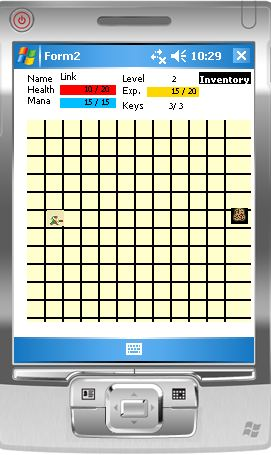 Form2 10:29
Name Link Level 2 Inventory
Health 10 / 20 Exp. 15 / 20
Mana 15 / 15 Keys 3/ 3